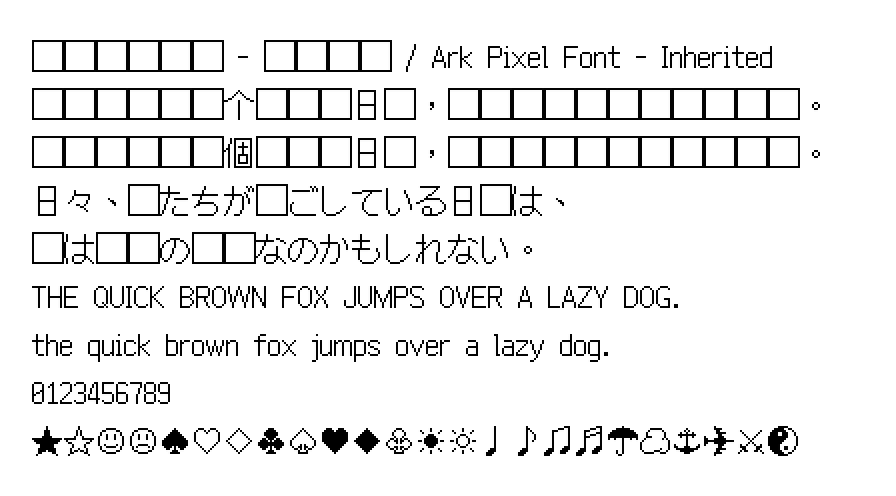 □□□□□□ - □□□□ / Ark Pixel Font - Inherited
□□□□□□个□□□日□，□□□□□□□□□□□。
□□□□□□個□□□日□，□□□□□□□□□□□。
日々、□たちが□ごしている日□は、
□は□□の□□なのかもしれない。
THE QUICK BROWN FOX JUMPS OVER A LAZY DOG.
the quick brown fox jumps over a lazy dog.
0123456789
★☆☺☹♠♡♢♣♤♥♦♧☀☼♩♪♫♬☂☁⚓✈⚔☯